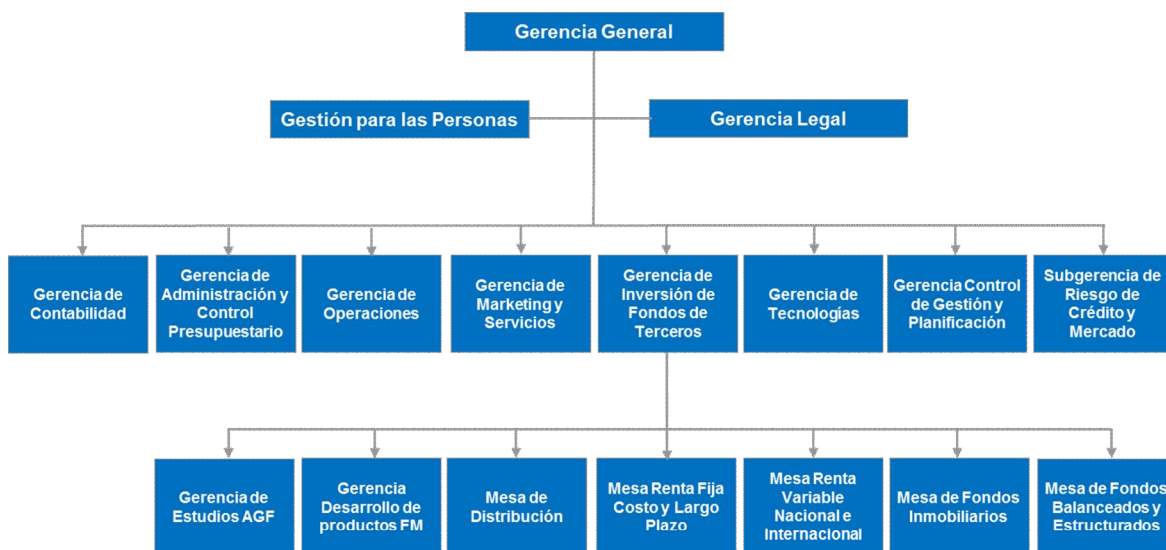 Gerencia General
Gestión para las Personas
Gerencia Legal
Gerencia de
Contabilidad
Gerencia de
Administración y
Control
Presupuestario
Gerencia de
Operaciones
Gerencia de
Marketing y
Servicios
Gerencia de
Inversión de
Fondos de
Terceros
Gerencia de
Tecnologías
Gerencia Control
de Gestión y
Planificación
Subgerencia de
Riesgo de
Crédito y
Mercado
Gerencia de
Estudios AGF
Gerencia
Desarrollo de
productos FM
Mesa de
Distribución
Mesa Renta Fija
Costo y Largo
Plazo
Mesa Renta
Variable
Nacional e
Internacional
Mesa de Fondos
Inmobiliarios
Mesa de Fondos
Balanceados y
Estructurados